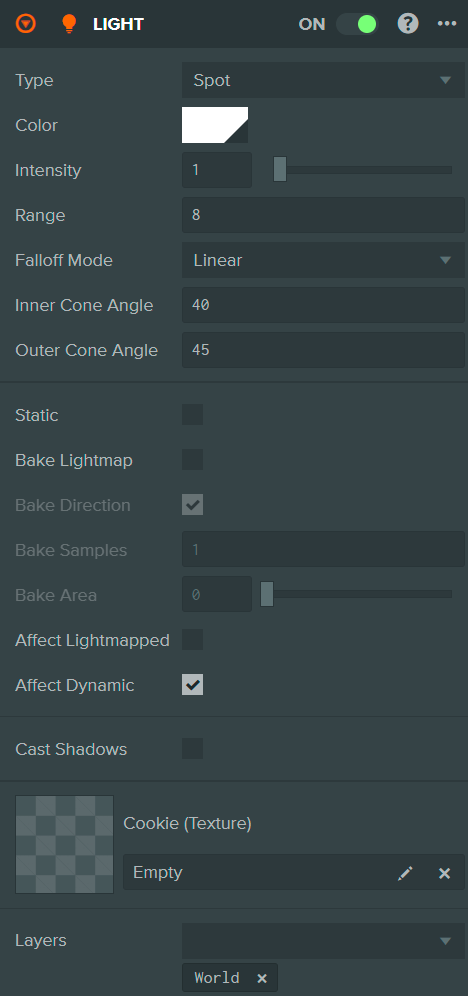 LIGHT ON ? ...
Type Spot
Color
Intensity 1
Range 8
Falloff Mode Linear
Inner Cone Angle 40
Outer Cone Angle 45
Static
Bake Lightmap
Bake Direction
Bake Samples 1
Bake Area 0
Affect Lightmapped
Affect Dynamic
Cast Shadows
Cookie (Texture)
Empty
Layers
World